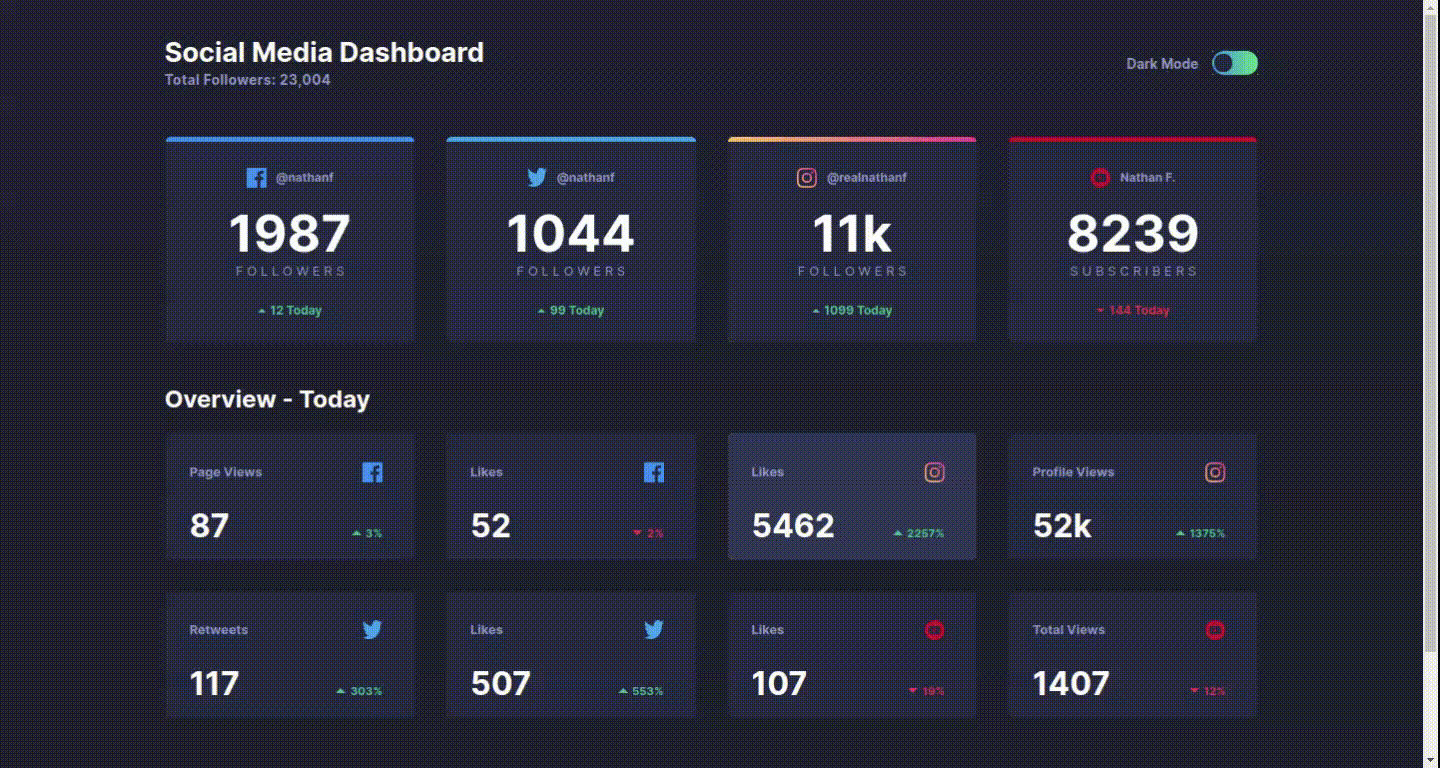 Social Media Dashboard
Total Followers: 23,004
Dark Mode
@nathanf
1987
FOLLOWERS
12 Today
@nathanf
1044
FOLLOWERS
99 Today
@realnathanf
11k
FOLLOWERS
1099 Today
Nathan F.
8239
SUBSCRIBERS
144 Today
Overview - Today
Page Views
87
3%
Likes
52
2%
Likes
5462
2257%
Profile Views
52k
1375%
Retweets
117
303%
Likes
507
553%
Likes
107
19%
Total Views
1407
12%